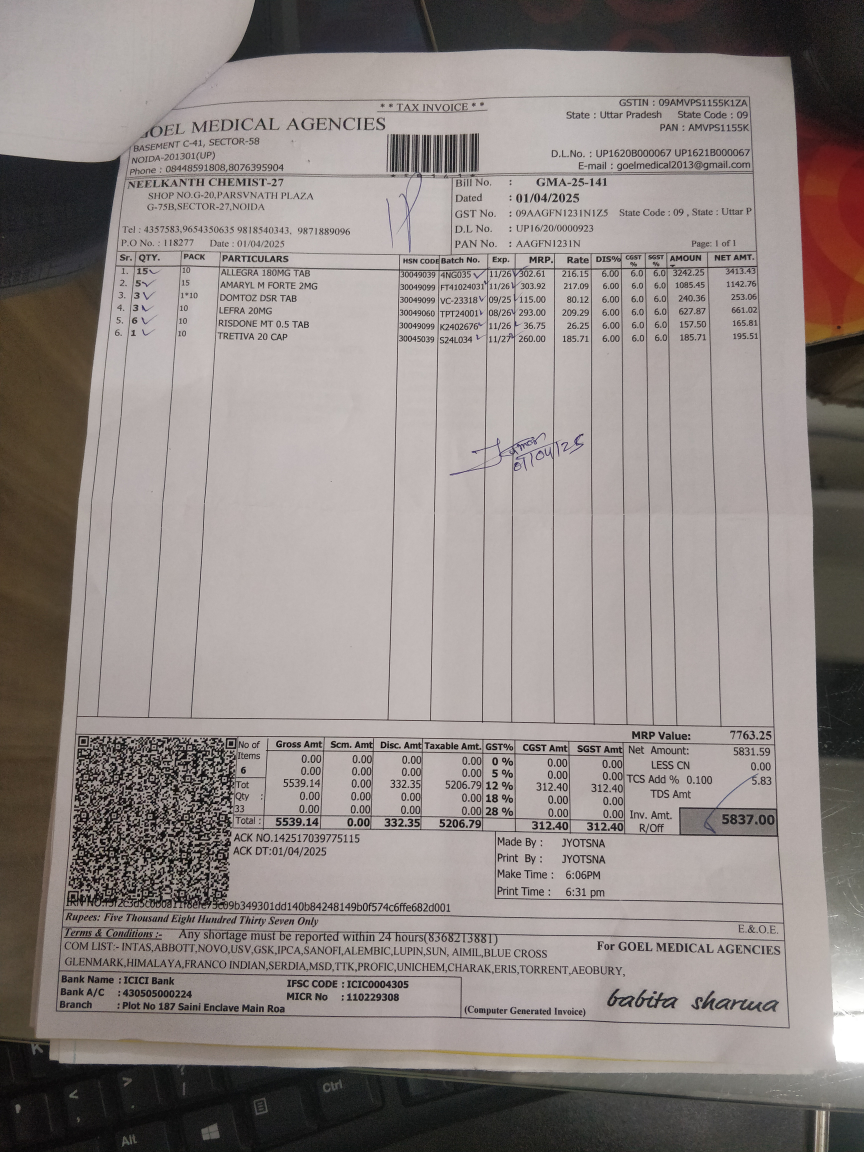 ** TAX INVOICE **
GSTIN : 09AMVPS1155K1ZA
State : Uttar Pradesh State Code : 09
PAN : AMVPS1155K
GOEL MEDICAL AGENCIES
BASEMENT C-41, SECTOR-58
NOIDA-201301(UP)
Phone : 08448591808,8076395904
D.L.No. : UP1620B000067 UP1621B000067
E-mail : goelmedical2013@gmail.com
NEELKANTH CHEMIST-27
SHOP NO.G-20,PARSVNATH PLAZA
G-75B,SECTOR-27,NOIDA
Tel : 4357583,9654350635 9818540343, 9871889096
P.O No. : 118277 Date : 01/04/2025
Bill No. : GMA-25-141
Dated : 01/04/2025
GST No. : 09AAGFN1231N1Z5 State Code : 09 , State : Uttar P
D.L No. : UP16/20/0000923
PAN No. : AAGFN1231N Page: 1 of 1
Sr. QTY. PACK PARTICULARS HSN CODE Batch No. Exp. MRP. Rate DIS% CGST % SGST % AMOUN NET AMT.
1. 15 10 ALLEGRA 180MG TAB 30049039 4NG035 11/26 302.61 216.15 6.00 6.0 6.0 3242.25 3413.43
2. 5 15 AMARYL M FORTE 2MG 30049099 FT41024031 11/26 303.92 217.09 6.00 6.0 6.0 1085.45 1142.76
3. 3 1*10 DOMTOZ DSR TAB 30049099 VC-23318 09/25 115.00 80.12 6.00 6.0 6.0 240.36 253.06
4. 3 10 LEFRA 20MG 30049060 TPT24001 08/26 293.00 209.29 6.00 6.0 6.0 627.87 661.02
5. 6 10 RISDONE MT 0.5 TAB 30049099 K2402676 11/26 36.75 26.25 6.00 6.0 6.0 157.50 165.81
6. 1 10 TRETIVA 20 CAP 30045039 S24L034 11/27 260.00 185.71 6.00 6.0 6.0 185.71 195.51
01/04/25
MRP Value: 7763.25
No of Items 6
Tot Qty : 33
Gross Amt Scm. Amt Disc. Amt Taxable Amt. GST% CGST Amt SGST Amt
0.00 0.00 0.00 0.00 0 % 0.00 0.00
0.00 0.00 0.00 0.00 5 % 0.00 0.00
5539.14 0.00 332.35 5206.79 12 % 312.40 312.40
0.00 0.00 0.00 0.00 18 % 0.00 0.00
0.00 0.00 0.00 0.00 28 % 0.00 0.00
Total : 5539.14 0.00 332.35 5206.79 312.40 312.40
Net Amount: 5831.59
LESS CN 0.00
TCS Add % 0.100 5.83
TDS Amt
Inv. Amt. 5837.00
R/Off
ACK NO.142517039775115
ACK DT:01/04/2025
Made By : JYOTSNA
Print By : JYOTSNA
Make Time : 6:06PM
Print Time : 6:31 pm
Rupees: Five Thousand Eight Hundred Thirty Seven Only
E.&.O.E.
Terms & Conditions :- Any shortage must be reported within 24 hours(8368213881)
COM LIST:- INTAS,ABBOTT,NOVO,USV,GSK,IPCA,SANOFI,ALEMBIC,LUPIN,SUN, AIMIL,BLUE CROSS
GLENMARK,HIMALAYA,FRANCO INDIAN,SERDIA,MSD,TTK,PROFIC,UNICHEM,CHARAK,ERIS,TORRENT,AEOBURY,
For GOEL MEDICAL AGENCIES
Bank Name : ICICI Bank
Bank A/C : 430505000224
Branch : Plot No 187 Saini Enclave Main Roa
IFSC CODE : ICIC0004305
MICR No : 110229308
(Computer Generated Invoice)
babita sharma
K
Alt
Ctrl